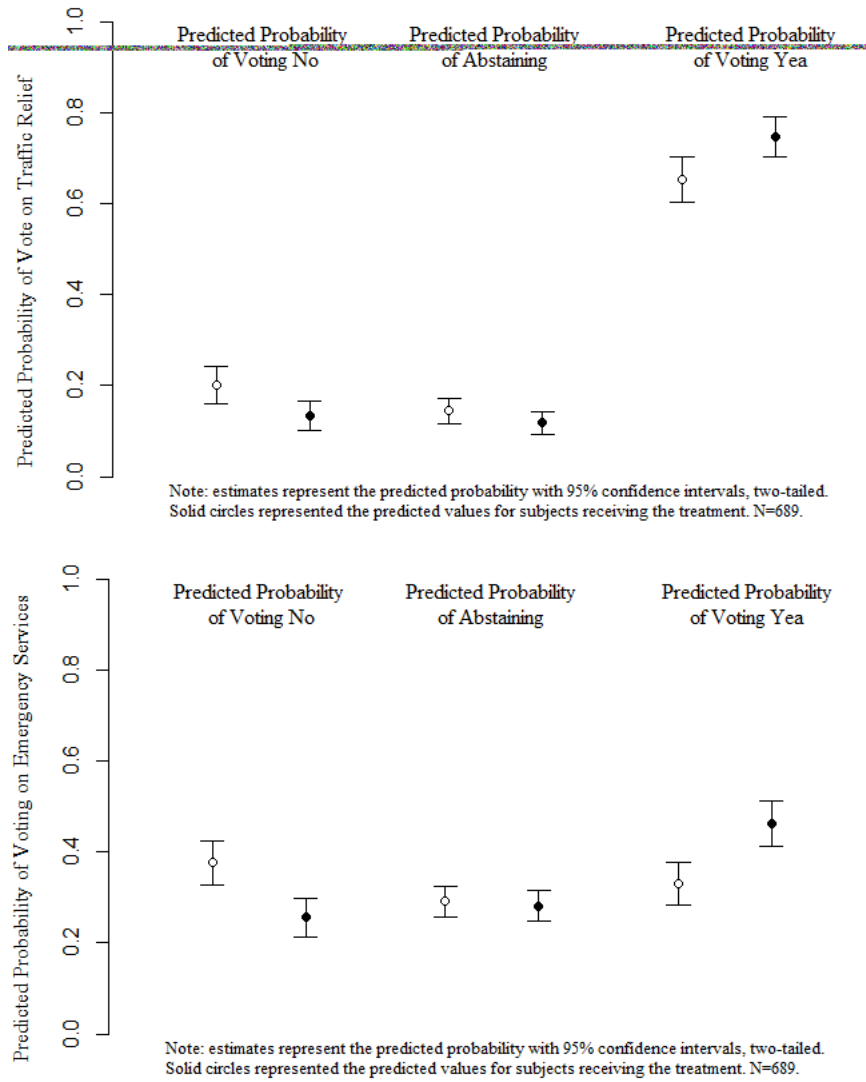 Predicted Probability of Vote on Traffic Relief
1.0
0.8
0.6
0.4
0.2
0.0
Predicted Probability
of Voting No
Predicted Probability
of Abstaining
Predicted Probability
of Voting Yea
Note: estimates represent the predicted probability with 95% confidence intervals, two-tailed.
Solid circles represented the predicted values for subjects receiving the treatment. N=689.
Predicted Probability of Voting on Emergency Services
1.0
0.8
0.6
0.4
0.2
0.0
Predicted Probability
of Voting No
Predicted Probability
of Abstaining
Predicted Probability
of Voting Yea
Note: estimates represent the predicted probability with 95% confidence intervals, two-tailed.
Solid circles represented the predicted values for subjects receiving the treatment. N=689.